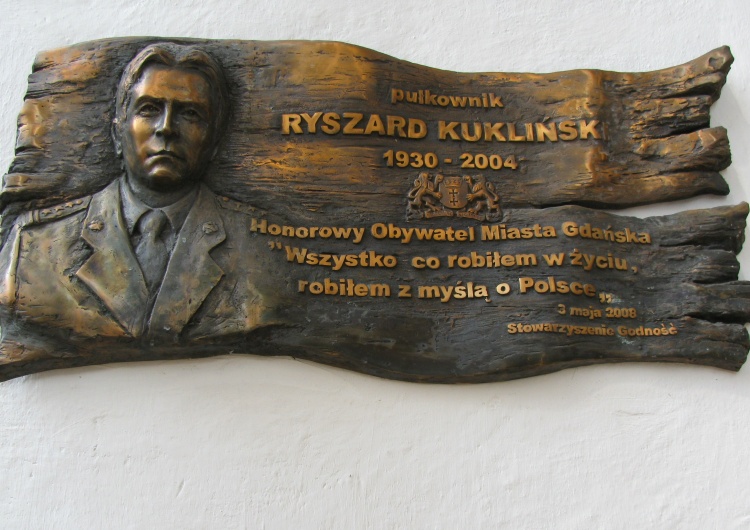 pułkownik
RYSZARD KUKLIŃSKI
1930 - 2004
Honorowy Obywatel Miasta Gdańska
"Wszystko co robiłem w życiu,
robiłem z myślą o Polsce„
3 maja 2008
Stowarzyszenie Godność